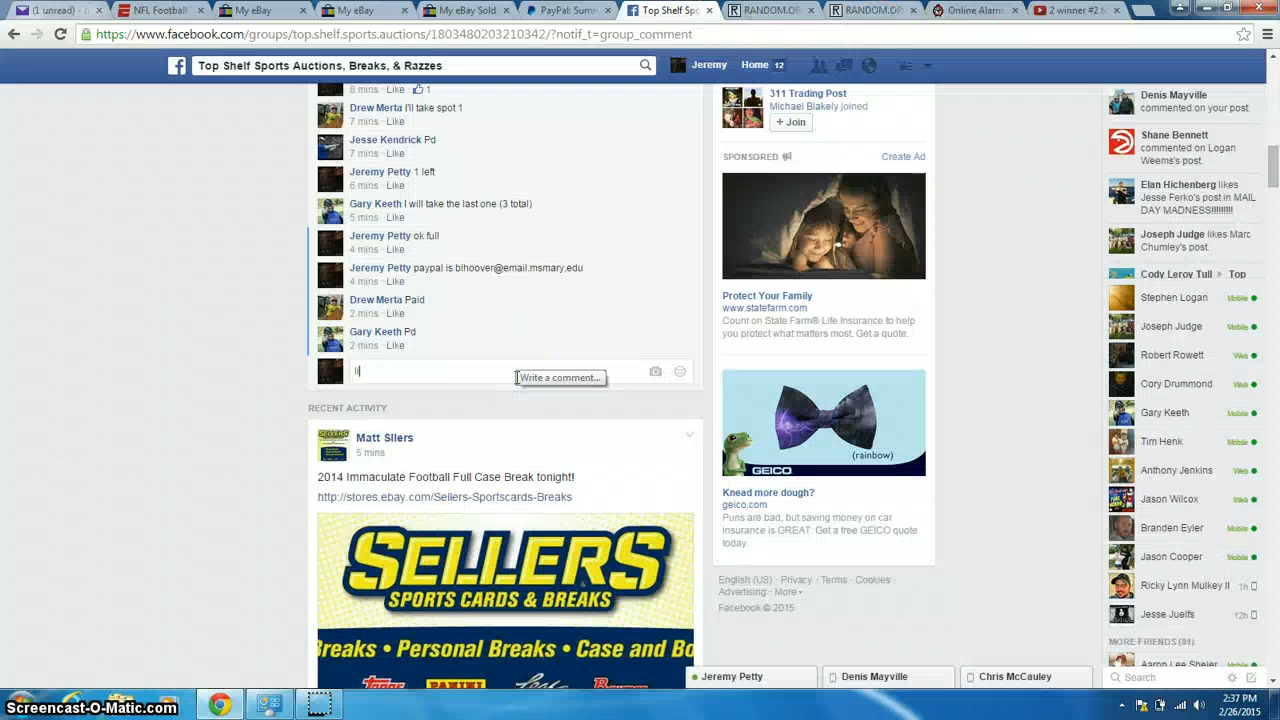 (1 unread) -
NFL Football
My eBay
My eBay
My eBay Sold
PayPal: Sum
Top Shelf Spo
RANDOM.OR
RANDOM.OR
Online Alarm
2 winner #2 t
https://www.facebook.com/groups/top.shelf.sports.auctions/1803480203210342/?notif_t=group_comment
Top Shelf Sports Auctions, Breaks, & Razzes
Jeremy
Home 12
8 mins · Like · 1
Drew Merta I'll take spot 1
7 mins · Like
Jesse Kendrick Pd
7 mins · Like
Jeremy Petty 1 left
6 mins · Like
Gary Keeth I will take the last one (3 total)
5 mins · Like
Jeremy Petty ok full
4 mins · Like
Jeremy Petty paypal is blhoover@email.msmary.edu
4 mins · Like
Drew Merta Paid
2 mins · Like
Gary Keeth Pd
2 mins · Like
li
Write a comment...
RECENT ACTIVITY
Matt Sllers
5 mins
2014 Immaculate Football Full Case Break tonight!
http://stores.ebay.com/Sellers-Sportscards-Breaks
SELLERS
SPORTS CARDS & BREAKS
Breaks • Personal Breaks • Case and Bo
Topps
PANINI
Leaf
Bowman
311 Trading Post
Michael Blakely joined
+ Join
SPONSORED
Create Ad
Protect Your Family
www.statefarm.com
Count on State Farm® Life Insurance to help
you protect what matters most. Get a quote.
(rainbow)
GEICO
Knead more dough?
geico.com
Puns are bad, but saving money on car
insurance is GREAT. Get a free GEICO quote
today.
English (US) · Privacy · Terms · Cookies ·
Advertising · More
Facebook © 2015
Denis Mayville
commented on your post.
Shane Bennett
commented on Logan
Weems's post.
Elan Hichenberg likes
Jesse Ferko's post in MAIL
DAY MADNESS!!!!!!!!!!
Joseph Judge likes Marc
Chumley's post.
Cody Leroy Tull ▸ Top
Stephen Logan Mobile
Joseph Judge Mobile
Robert Rowett Web
Cory Drummond Web
Gary Keeth Mobile
Tim Henk Mobile
Anthony Jenkins Web
Jason Wilcox Web
Branden Eyler Mobile
Jason Cooper Mobile
Ricky Lynn Mulkey II 1h
Jesse Juelfs 12h
MORE FRIENDS (81)
Aaron Lee Sheler
Search
Jeremy Petty
Denis Mayville
Chris McCauley
Screencast-O-Matic.com
2:37 PM
2/26/2015